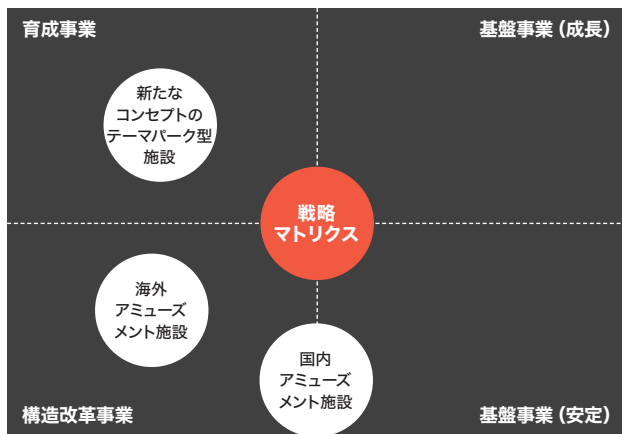 育成事業
基盤事業（成長）
新たな
コンセプトの
テーマパーク型
施設
戦略
マトリクス
海外
アミューズ
メント施設
国内
アミューズ
メント施設
構造改革事業
基盤事業（安定）